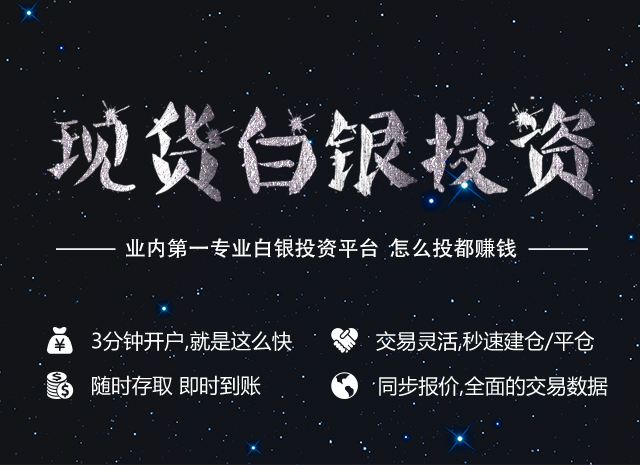 现货白银投资
业内第一专业白银投资平台 怎么投都赚钱
3分钟开户,就是这么快
交易灵活,秒速建仓/平仓
随时存取 即时到账
同步报价,全面的交易数据